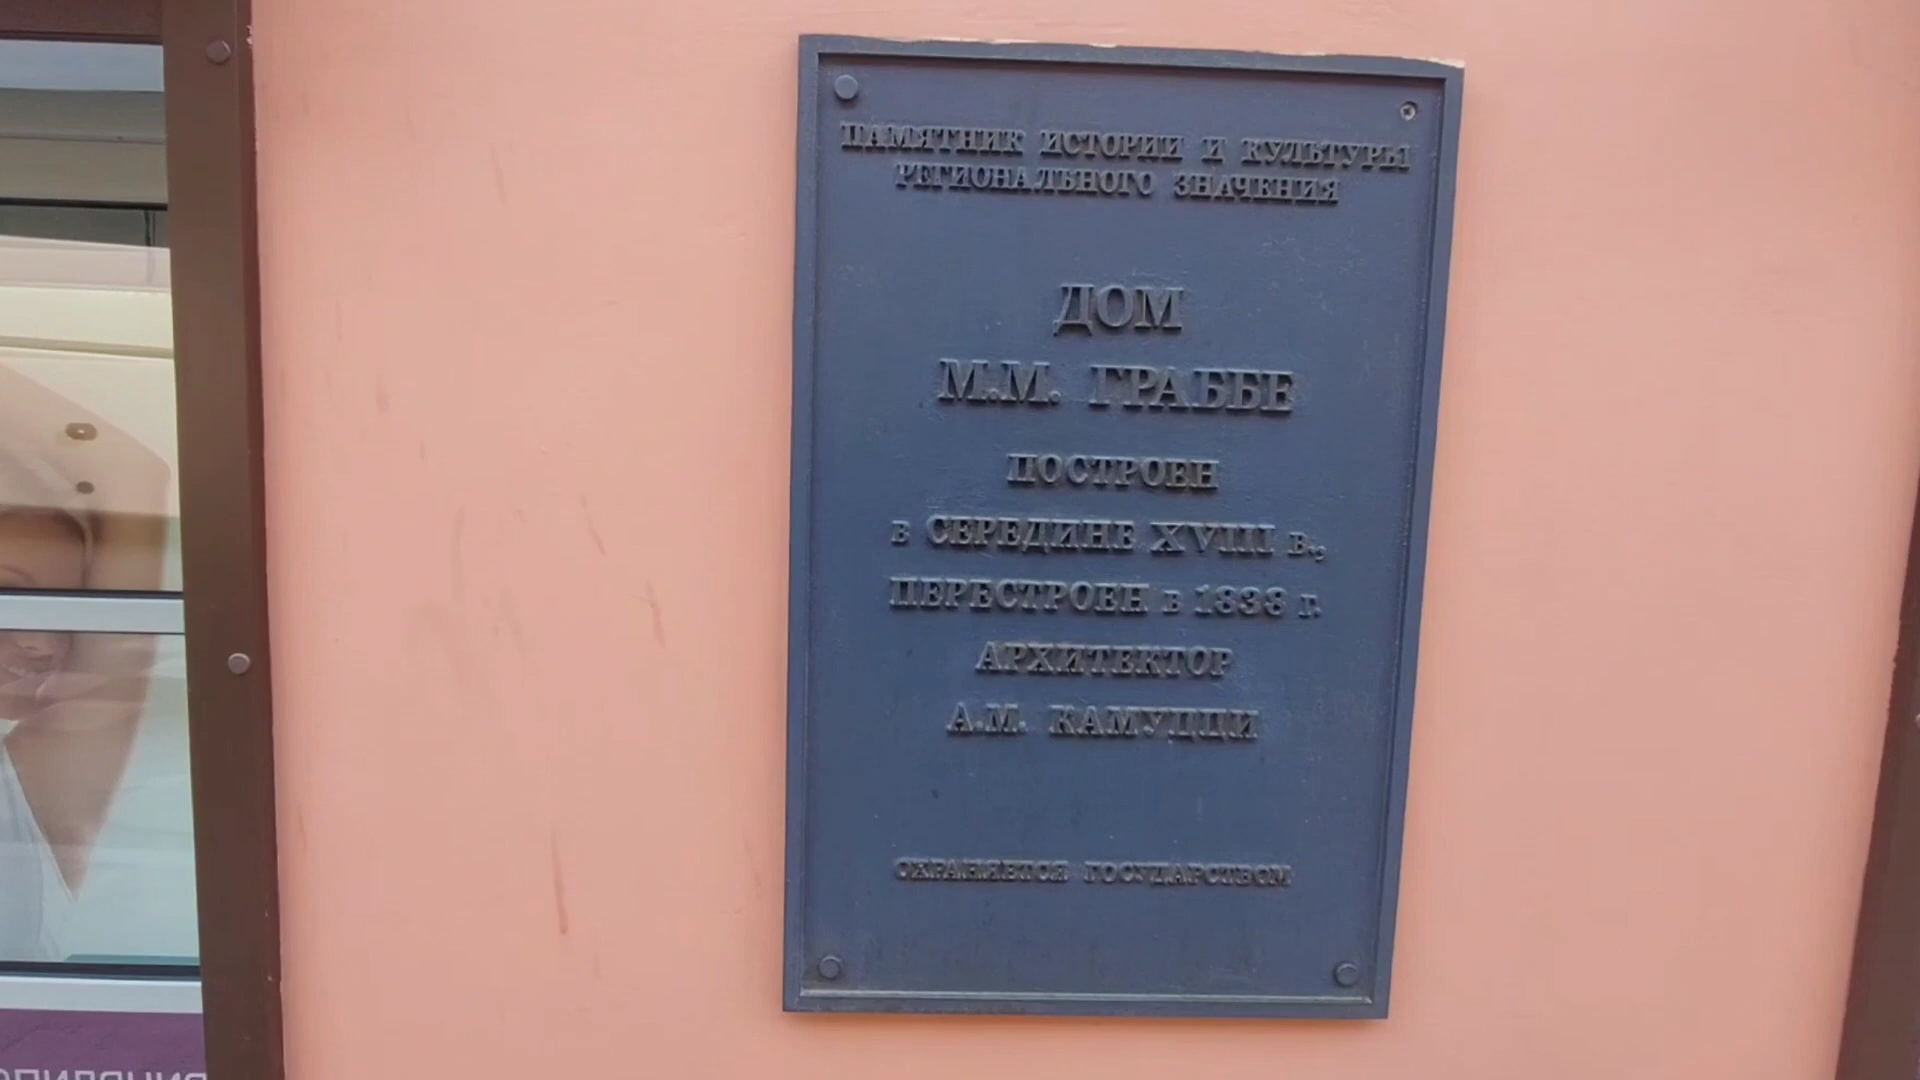 ПАМЯТНИК ИСТОРИИ И КУЛЬТУРЫ
РЕГИОНАЛЬНОГО ЗНАЧЕНИЯ
ДОМ
М.М. ГРАББЕ
ПОСТРОЕН
в СЕРЕДИНЕ XVIII в.,
ПЕРЕСТРОЕН в 1838 г.
АРХИТЕКТОР
А.М. КАМУЦЦИ
ОХРАНЯЕТСЯ ГОСУДАРСТВОМ